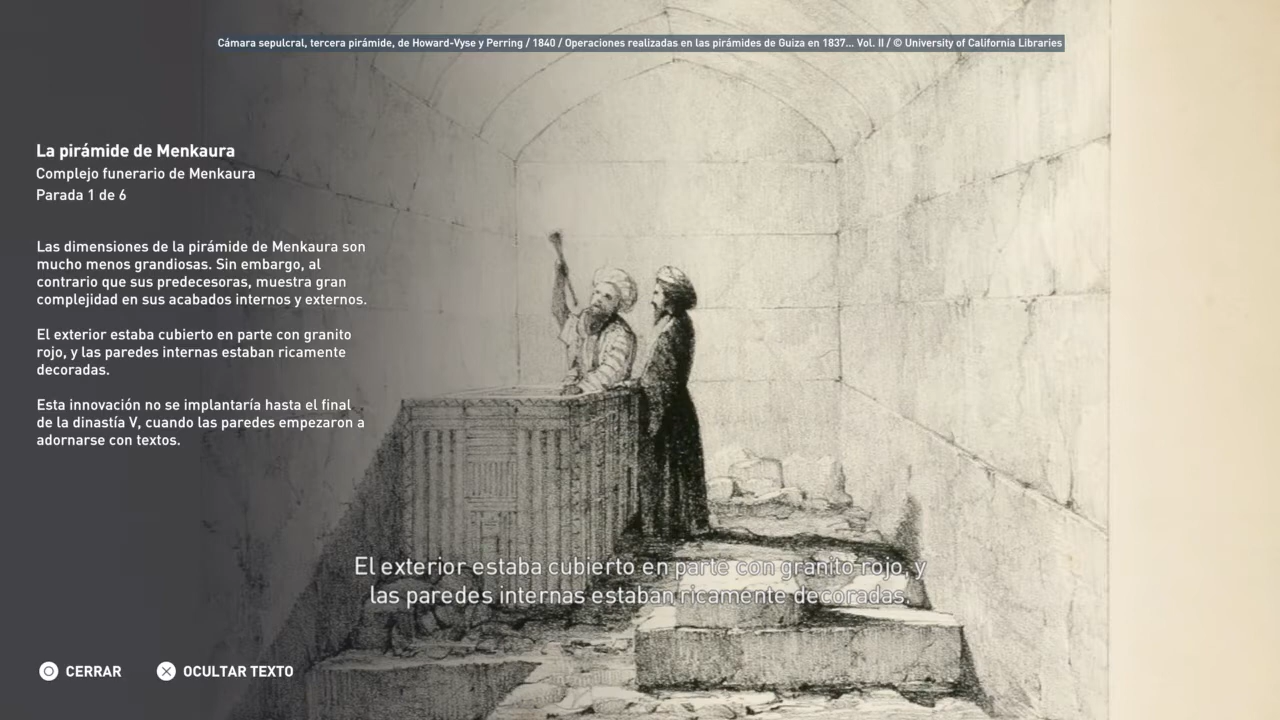 Cámara sepulcral, tercera pirámide, de Howard-Vyse y Perring / 1840 / Operaciones realizadas en las pirámides de Guiza en 1837... Vol. II / © University of California Libraries
La pirámide de Menkaura
Complejo funerario de Menkaura
Parada 1 de 6
Las dimensiones de la pirámide de Menkaura son
mucho menos grandiosas. Sin embargo, al
contrario que sus predecesoras, muestra gran
complejidad en sus acabados internos y externos.
El exterior estaba cubierto en parte con granito
rojo, y las paredes internas estaban ricamente
decoradas.
Esta innovación no se implantaría hasta el final
de la dinastía V, cuando las paredes empezaron a
adornarse con textos.
El exterior estaba cubierto en parte con granito rojo, y
las paredes internas estaban ricamente decoradas.
CERRAR
OCULTAR TEXTO